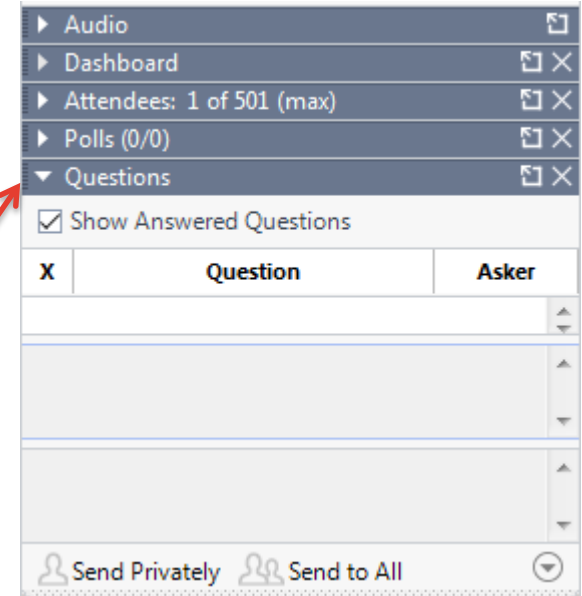 Audio
Dashboard
Attendees: 1 of 501 (max)
Polls (0/0)
Questions
Show Answered Questions
X Question Asker
Send Privately Send to All